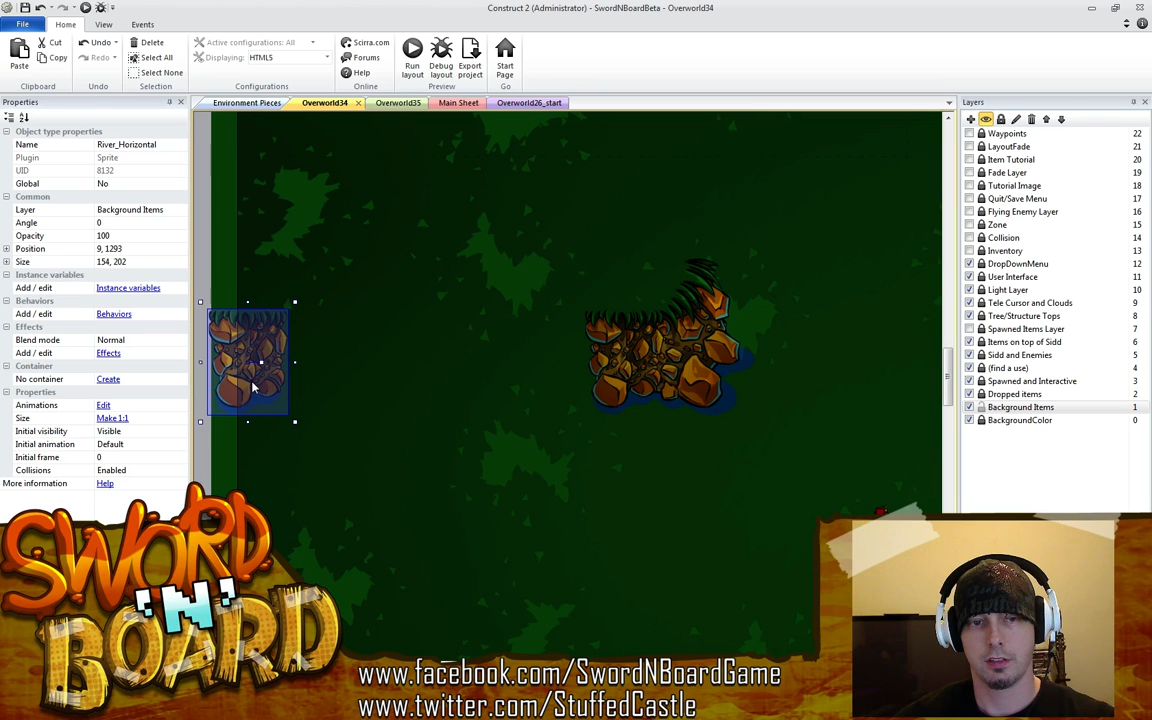 Construct 2 (Administrator) - SwordNBoardBeta - Overworld34
File Home View Events
Paste
Cut
Copy
Clipboard
Undo
Redo
Undo
Delete
Select All
Select None
Selection
Active configurations: All
Displaying: HTML5
Configurations
Scirra.com
Forums
Help
Online
Run layout
Debug layout
Export project
Preview
Start Page
Go
Properties
Object type properties
Name River_Horizontal
Plugin Sprite
UID 8132
Global No
Common
Layer Background Items
Angle 0
Opacity 100
Position 9, 1293
Size 154, 202
Instance variables
Add / edit Instance variables
Behaviors
Add / edit Behaviors
Effects
Blend mode Normal
Add / edit Effects
Container
No container Create
Properties
Animations Edit
Size Make 1:1
Initial visibility Visible
Initial animation Default
Initial frame 0
Collisions Enabled
More information Help
Environment Pieces Overworld34 Overworld35 Main Sheet Overworld26_start
Layers
Waypoints 22
LayoutFade 21
Item Tutorial 20
Fade Layer 19
Tutorial Image 18
Quit/Save Menu 17
Flying Enemy Layer 16
Zone 15
Collision 14
Inventory 13
DropDownMenu 12
User Interface 11
Light Layer 10
Tele Cursor and Clouds 9
Tree/Structure Tops 8
Spawned Items Layer 7
Items on top of Sidd 6
Sidd and Enemies 5
(find a use) 4
Spawned and Interactive 3
Dropped items 2
Background Items 1
BackgroundColor 0
SWORD
'N'
BOARD
www.facebook.com/SwordNBoardGame
www.twitter.com/StuffedCastle